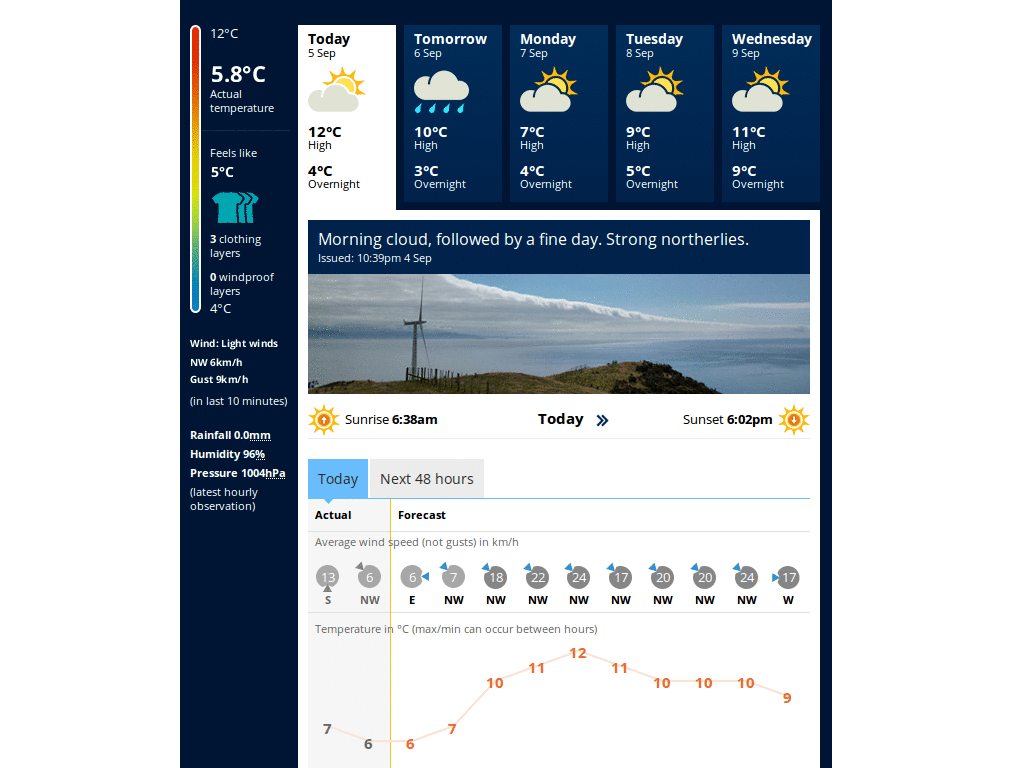 12°C
5.8°C
Actual
temperature
Feels like
5°C
3 clothing
layers
0 windproof
layers
4°C
Wind: Light winds
NW 6km/h
Gust 9km/h
(in last 10 minutes)
Rainfall 0.0mm
Humidity 96%
Pressure 1004hPa
(latest hourly
observation)
Today
5 Sep
12°C
High
4°C
Overnight
Tomorrow
6 Sep
10°C
High
3°C
Overnight
Monday
7 Sep
7°C
High
4°C
Overnight
Tuesday
8 Sep
9°C
High
5°C
Overnight
Wednesday
9 Sep
11°C
High
9°C
Overnight
Morning cloud, followed by a fine day. Strong northerlies.
Issued: 10:39pm 4 Sep
Sunrise 6:38am Today Sunset 6:02pm
Today Next 48 hours
Actual Forecast
Average wind speed (not gusts) in km/h
13 6 6 7 18 22 24 17 20 20 24 17
S NW E NW NW NW NW NW NW NW NW W
Temperature in °C (max/min can occur between hours)
7 6 6 7 10 11 12 11 10 10 10 9